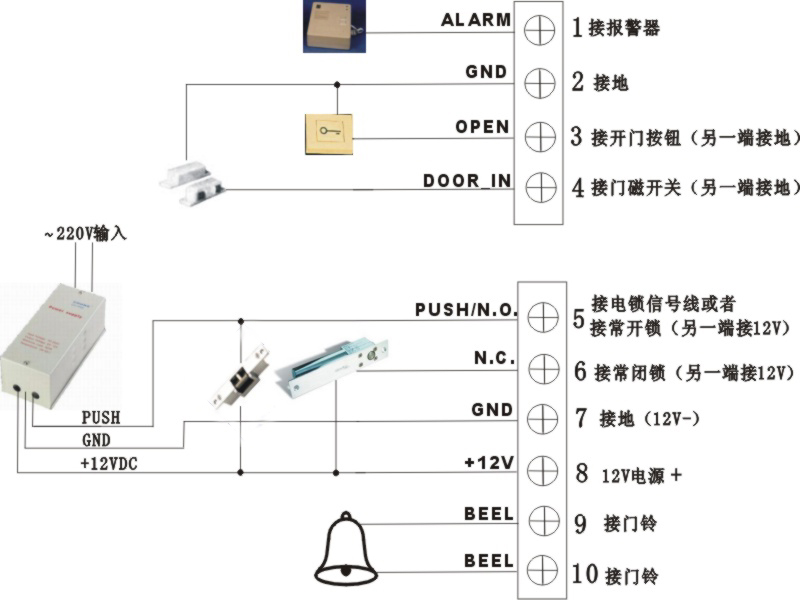 ALARM
1 接报警器
GND
2 接地
OPEN
3 接开门按钮（另一端接地）
DOOR_IN
4 接门磁开关（另一端接地）
~220V输入
PUSH/N.O.
5 接电锁信号线或者
接常开锁（另一端接12V）
N.C.
6 接常闭锁（另一端接12V）
PUSH
GND
7 接地（12V-）
GND
+12VDC
+12V
8 12V电源+
BEEL
9 接门铃
BEEL
10 接门铃